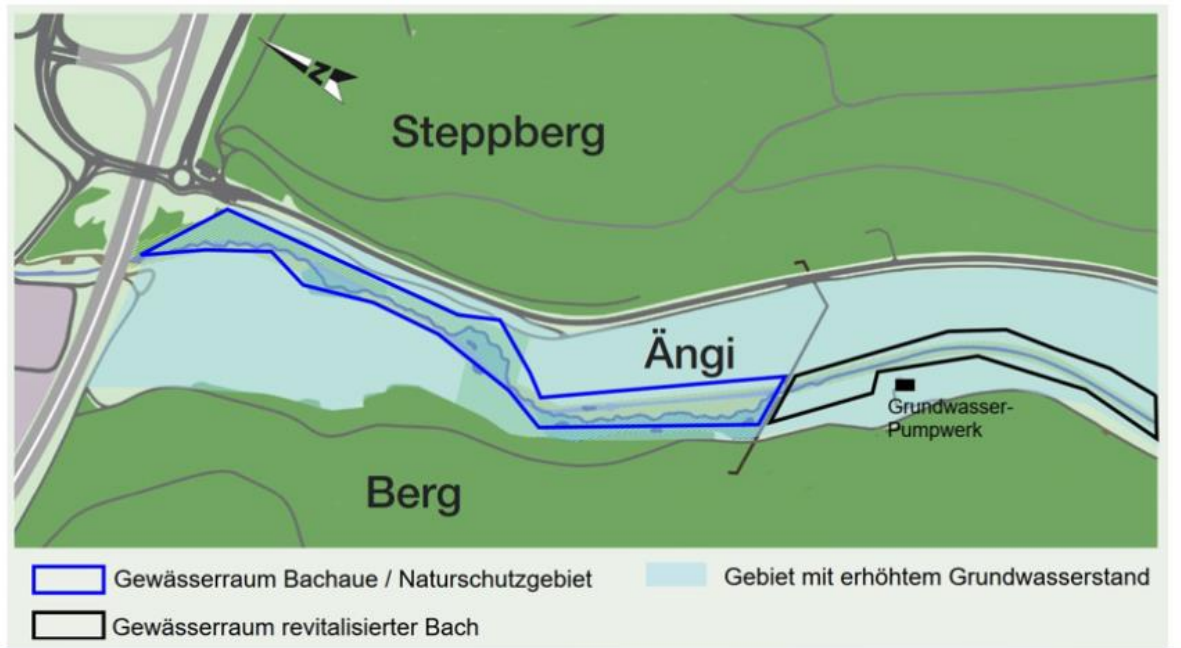 N
Steppberg
Ängi
Grundwasser-
Pumpwerk
Berg
Gewässerraum Bachaue / Naturschutzgebiet
Gebiet mit erhöhtem Grundwasserstand
Gewässerraum revitalisierter Bach